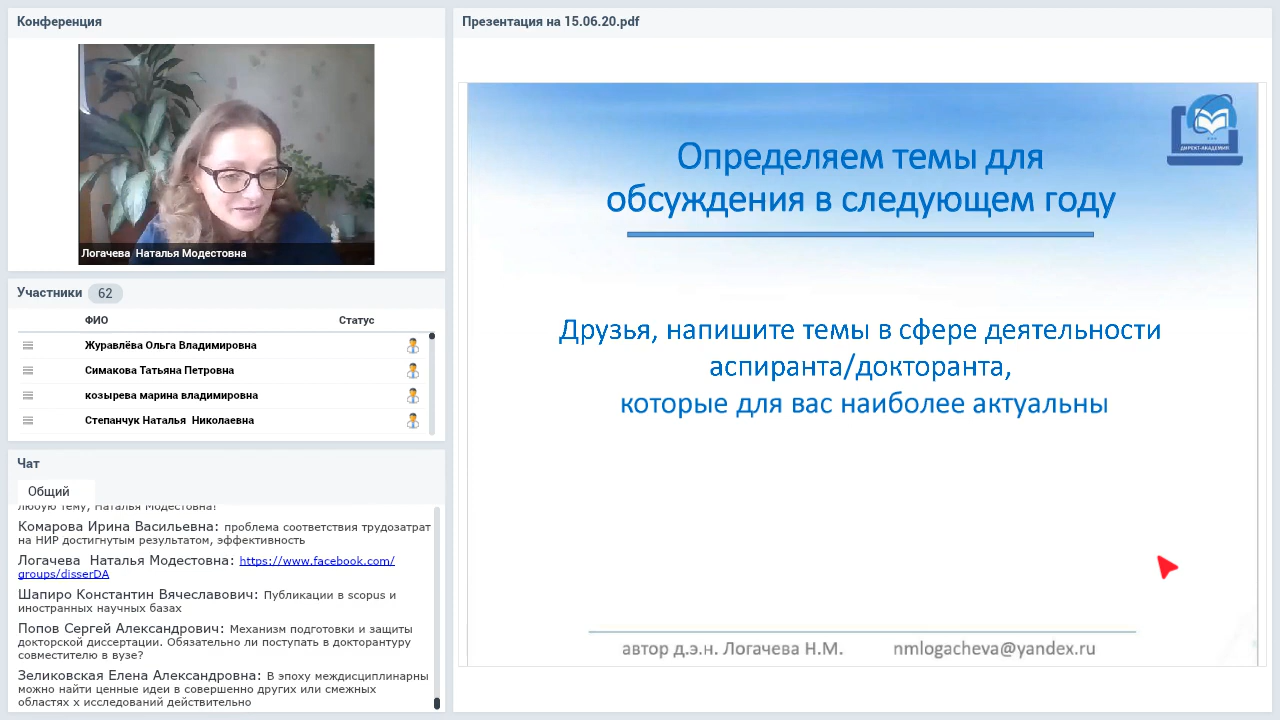 Конференция
Логачева  Наталья Модестовна
Участники 62
ФИО Статус
Журавлёва Ольга Владимировна
Симакова Татьяна Петровна
козырева марина владимировна
Степанчук Наталья  Николаевна
Чат
Общий
любую тему, Наталья Модестовна!
Комарова Ирина Васильевна: проблема соответствия трудозатрат
на НИР достигнутым результатом, эффективность
Логачева  Наталья Модестовна: https://www.facebook.com/
groups/disserDA
Шапиро Константин Вячеславович: Публикации в scopus и
иностранных научных базах
Попов Сергей Александрович: Механизм подготовки и защиты
докторской диссертации. Обязательно ли поступать в докторантуру
совместителю в вузе?
Зеликовская Елена Александровна: В эпоху междисциплинарны
можно найти ценные идеи в совершенно других или смежных
областях х исследований действительно
Презентация на 15.06.20.pdf
ДИРЕКТ-АКАДЕМИЯ
Определяем темы для
обсуждения в следующем году
Друзья, напишите темы в сфере деятельности
аспиранта/докторанта,
которые для вас наиболее актуальны
автор д.э.н. Логачева Н.М. nmlogacheva@yandex.ru